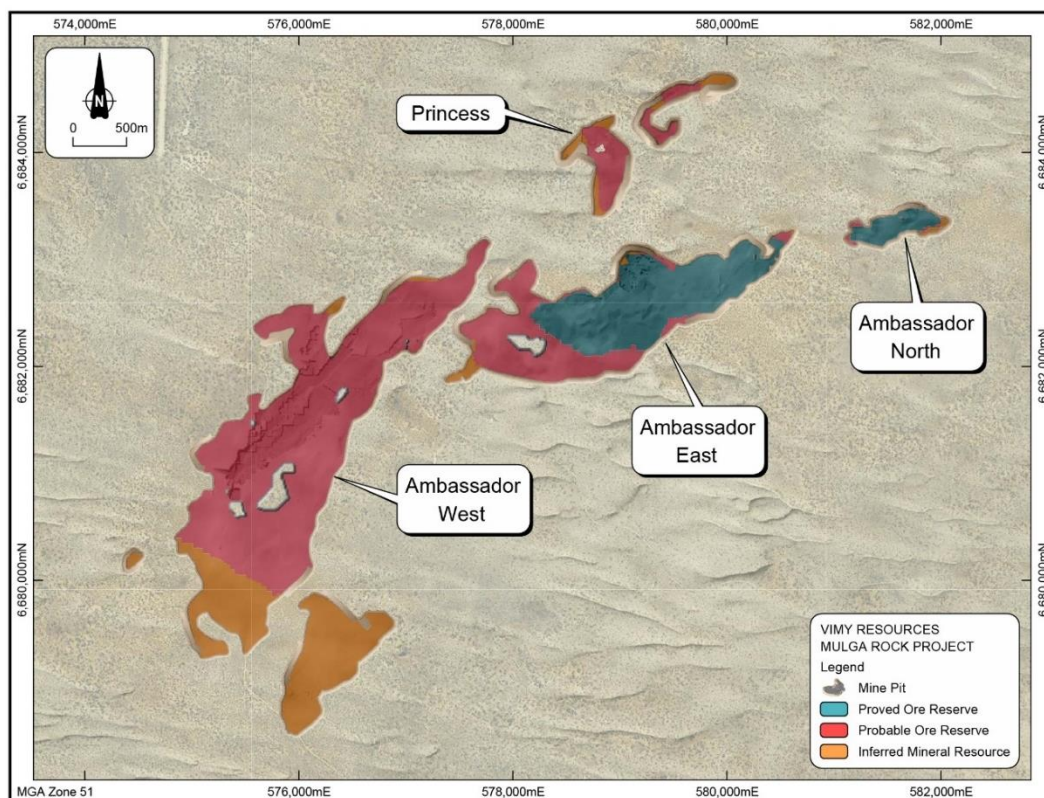 574,000mE
576,000mE
578,000mE
580,000mE
582,000mE
N
0 500m
Princess
6,684,000mN
6,684,000mN
Ambassador
North
6,682,000mN
6,682,000mN
Ambassador
East
Ambassador
West
6,680,000mN
6,680,000mN
VIMY RESOURCES
MULGA ROCK PROJECT
Legend
Mine Pit
Proved Ore Reserve
Probable Ore Reserve
Inferred Mineral Resource
MGA Zone 51
574,000mE
576,000mE
578,000mE
580,000mE
582,000mE